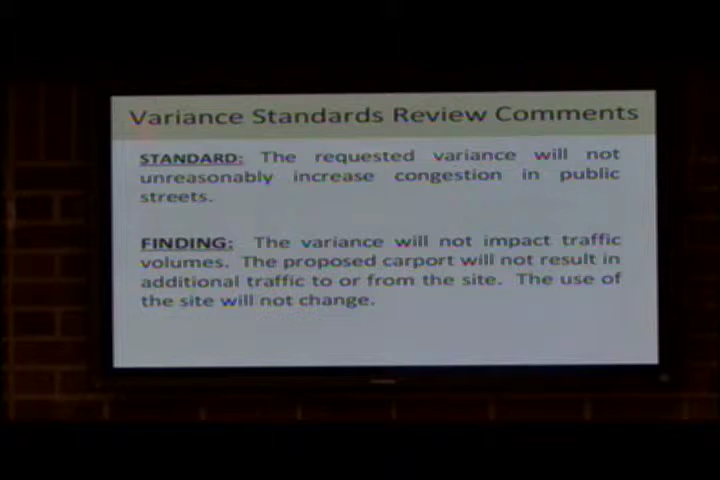 Variance Standards Review Comments
STANDARD: The requested variance will not
unreasonably increase congestion in public
streets.
FINDING: The variance will not impact traffic
volumes. The proposed carport will not result in
additional traffic to or from the site. The use of
the site will not change.